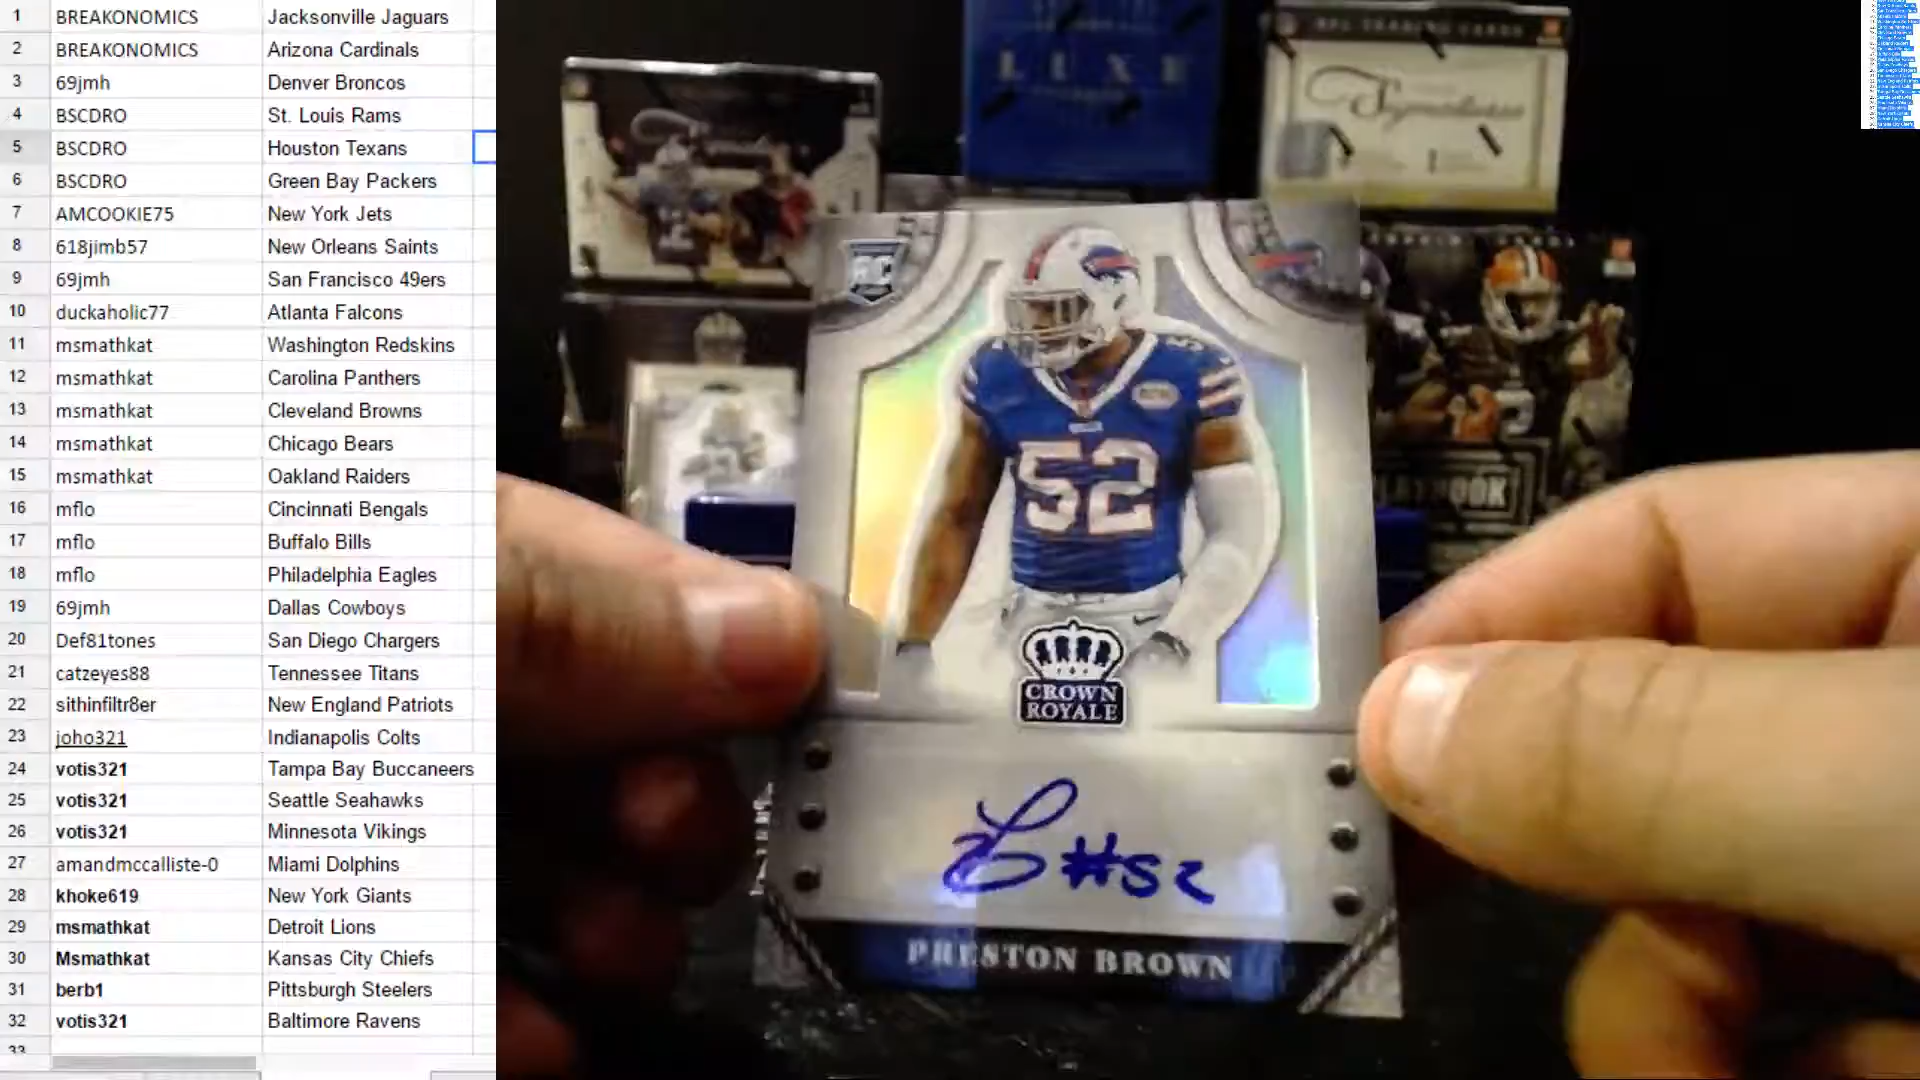 1 BREAKONOMICS Jacksonville Jaguars
2 BREAKONOMICS Arizona Cardinals
3 69jmh Denver Broncos
4 BSCDRO St. Louis Rams
5 BSCDRO Houston Texans
6 BSCDRO Green Bay Packers
7 AMCOOKIE75 New York Jets
8 618jimb57 New Orleans Saints
9 69jmh San Francisco 49ers
10 duckaholic77 Atlanta Falcons
11 msmathkat Washington Redskins
12 msmathkat Carolina Panthers
13 msmathkat Cleveland Browns
14 msmathkat Chicago Bears
15 msmathkat Oakland Raiders
16 mflo Cincinnati Bengals
17 mflo Buffalo Bills
18 mflo Philadelphia Eagles
19 69jmh Dallas Cowboys
20 Def81tones San Diego Chargers
21 catzeyes88 Tennessee Titans
22 sithinfiltr8er New England Patriots
23 joho321 Indianapolis Colts
24 votis321 Tampa Bay Buccaneers
25 votis321 Seattle Seahawks
26 votis321 Minnesota Vikings
27 amandmccalliste-0 Miami Dolphins
28 khoke619 New York Giants
29 msmathkat Detroit Lions
30 Msmathkat Kansas City Chiefs
31 berb1 Pittsburgh Steelers
32 votis321 Baltimore Ravens
33
LUXE
NFL TRADING CARDS
Signatures
RC
52
CROWN
ROYALE
#52
PRESTON BROWN